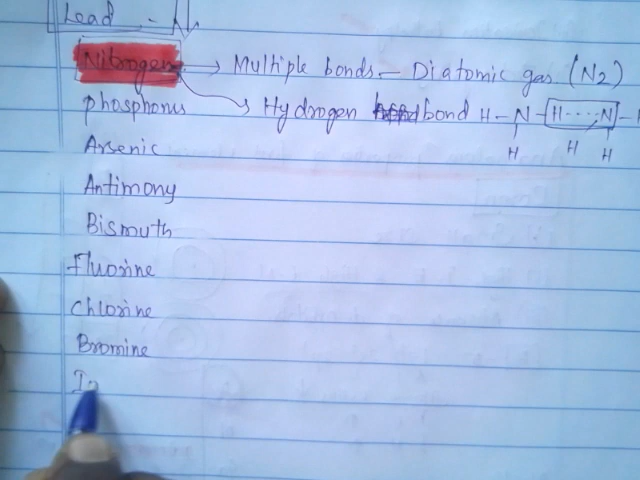 Lead
Nitrogen → Multiple bonds - Diatomic gas (N2)
phosphorus → Hydrogen bond H-N-H----N-H
H H H
Arsenic
Antimony
Bismuth
Fluorine
Chlorine
Bromine
I